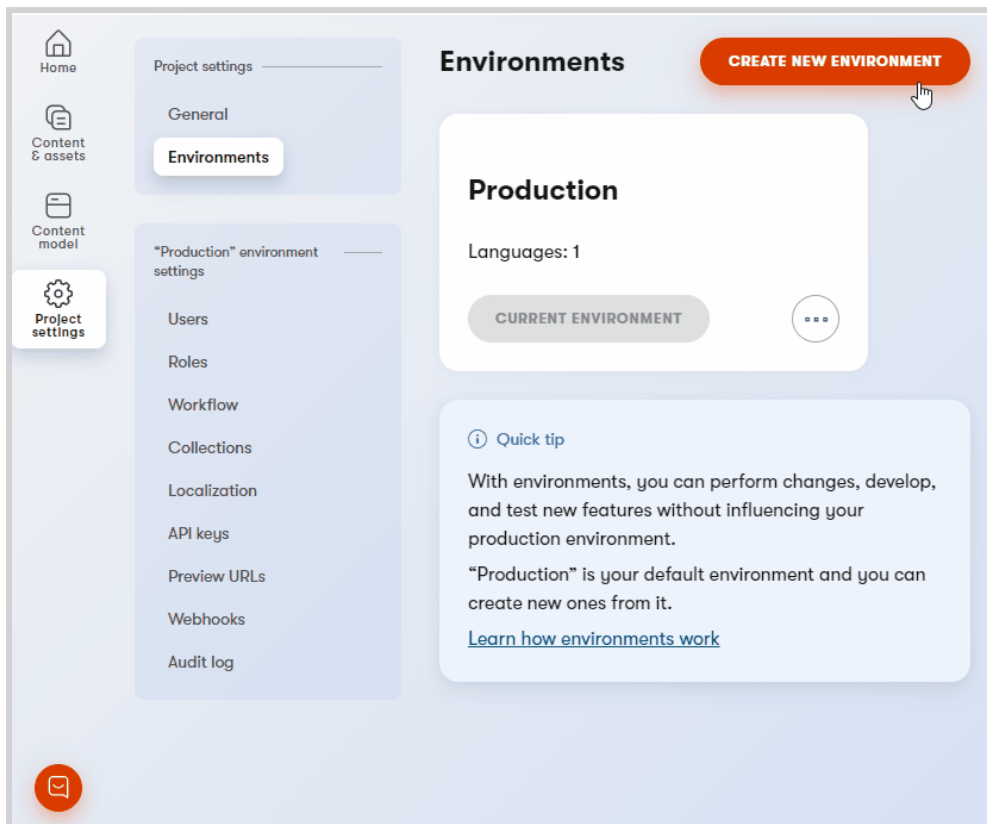 Home
Content
& assets
Content
model
Project
settings
Project settings
General
Environments
“Production” environment
settings
Users
Roles
Workflow
Collections
Localization
API keys
Preview URLs
Webhooks
Audit log
Environments
CREATE NEW ENVIRONMENT
Production
Languages: 1
CURRENT ENVIRONMENT
Quick tip
With environments, you can perform changes, develop,
and test new features without influencing your
production environment.
“Production” is your default environment and you can
create new ones from it.
Learn how environments work